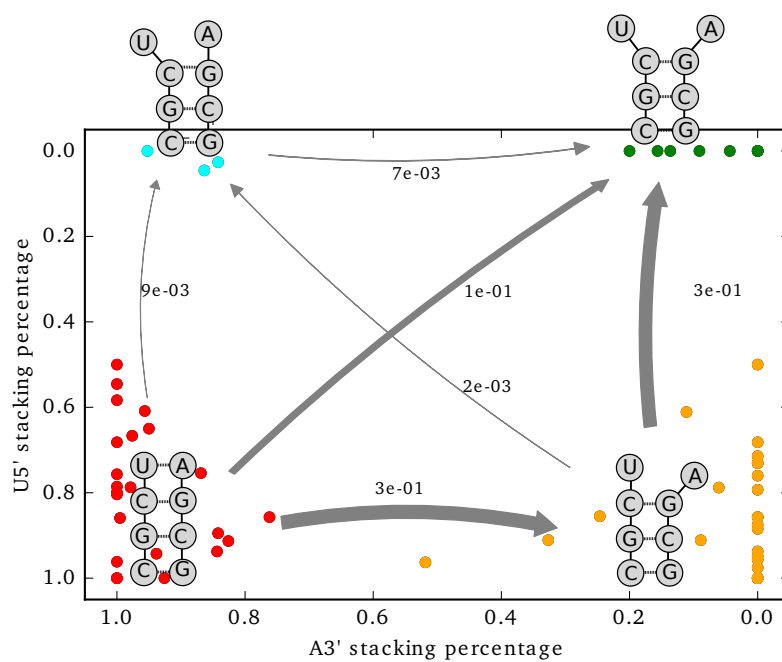 U A
C G
G C
C G
U A
C G
G C
C G
0.0
0.2
0.4
0.6
0.8
1.0
U5' stacking percentage
7e-03
9e-03
1e-01
3e-01
2e-03
3e-01
U A
C G
G C
C G
U A
C G
G C
C G
1.0 0.8 0.6 0.4 0.2 0.0
A3' stacking percentage